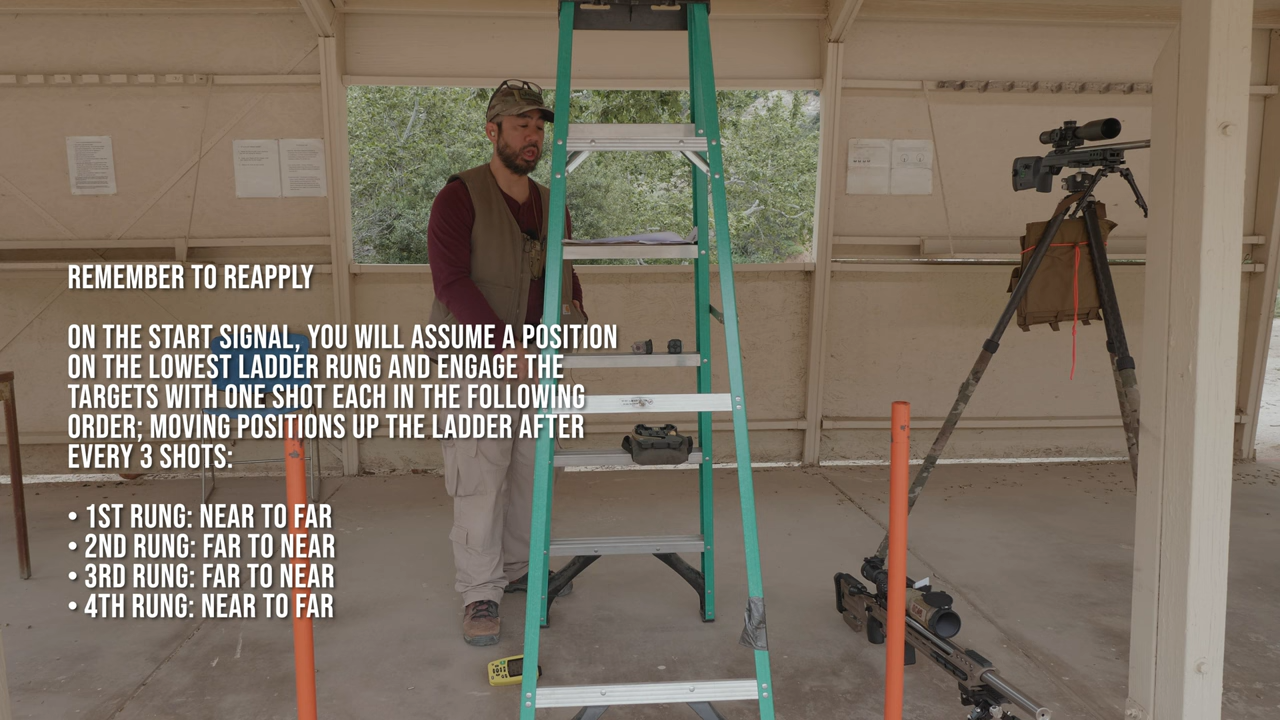 REMEMBER TO REAPPLY
ON THE START SIGNAL, YOU WILL ASSUME A POSITION
ON THE LOWEST LADDER RUNG AND ENGAGE THE
TARGETS WITH ONE SHOT EACH IN THE FOLLOWING
ORDER; MOVING POSITIONS UP THE LADDER AFTER
EVERY 3 SHOTS:
• 1ST RUNG: NEAR TO FAR
• 2ND RUNG: FAR TO NEAR
• 3RD RUNG: FAR TO NEAR
• 4TH RUNG: NEAR TO FAR